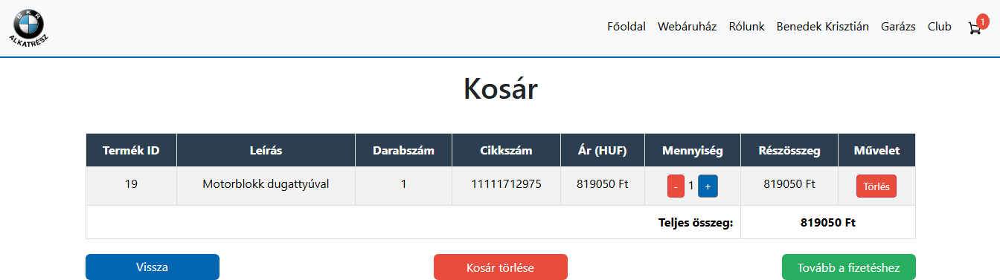 BKR
ALKATRÉSZ
Főoldal Webáruház Rólunk Benedek Krisztián Garázs Club 1
Kosár
Termék ID Leírás Darabszám Cikkszám Ár (HUF) Mennyiség Részösszeg Művelet
19 Motorblokk dugattyúval 1 11111712975 819050 Ft - 1 + 819050 Ft Törlés
Teljes összeg: 819050 Ft
Vissza Kosár törlése Tovább a fizetéshez